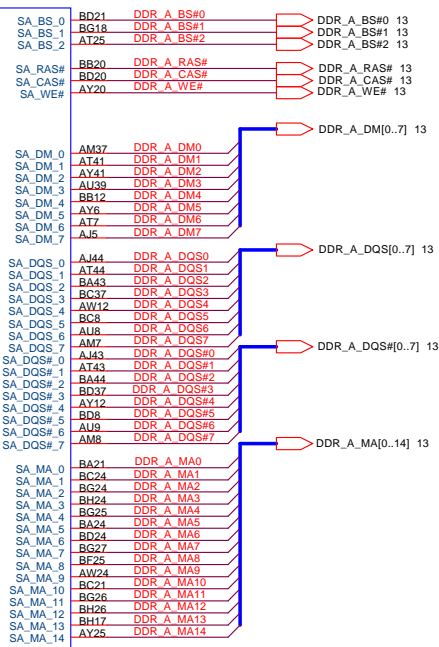 SA_BS_0 BD21 DDR_A_BS#0 DDR_A_BS#0 13
SA_BS_1 BG18 DDR_A_BS#1 DDR_A_BS#1 13
SA_BS_2 AT25 DDR_A_BS#2 DDR_A_BS#2 13
SA_RAS# BB20 DDR_A_RAS# DDR_A_RAS# 13
SA_CAS# BD20 DDR_A_CAS# DDR_A_CAS# 13
SA_WE# AY20 DDR_A_WE# DDR_A_WE# 13
DDR_A_DM[0..7] 13
SA_DM_0 AM37 DDR_A_DM0
SA_DM_1 AT41 DDR_A_DM1
SA_DM_2 AY41 DDR_A_DM2
SA_DM_3 AU39 DDR_A_DM3
SA_DM_4 BB12 DDR_A_DM4
SA_DM_5 AY6 DDR_A_DM5
SA_DM_6 AT7 DDR_A_DM6
SA_DM_7 AJ5 DDR_A_DM7
DDR_A_DQS[0..7] 13
SA_DQS_0 AJ44 DDR_A_DQS0
SA_DQS_1 AT44 DDR_A_DQS1
SA_DQS_2 BA43 DDR_A_DQS2
SA_DQS_3 BC37 DDR_A_DQS3
SA_DQS_4 AW12 DDR_A_DQS4
SA_DQS_5 BC8 DDR_A_DQS5
SA_DQS_6 AU8 DDR_A_DQS6
SA_DQS_7 AM7 DDR_A_DQS7
DDR_A_DQS#[0..7] 13
SA_DQS#_0 AJ43 DDR_A_DQS#0
SA_DQS#_1 AT43 DDR_A_DQS#1
SA_DQS#_2 BA44 DDR_A_DQS#2
SA_DQS#_3 BD37 DDR_A_DQS#3
SA_DQS#_4 AY12 DDR_A_DQS#4
SA_DQS#_5 BD8 DDR_A_DQS#5
SA_DQS#_6 AU9 DDR_A_DQS#6
SA_DQS#_7 AM8 DDR_A_DQS#7
DDR_A_MA[0..14] 13
SA_MA_0 BA21 DDR_A_MA0
SA_MA_1 BC24 DDR_A_MA1
SA_MA_2 BG24 DDR_A_MA2
SA_MA_3 BH24 DDR_A_MA3
SA_MA_4 BG25 DDR_A_MA4
SA_MA_5 BA24 DDR_A_MA5
SA_MA_6 BD24 DDR_A_MA6
SA_MA_7 BG27 DDR_A_MA7
SA_MA_8 BF25 DDR_A_MA8
SA_MA_9 AW24 DDR_A_MA9
SA_MA_10 BC21 DDR_A_MA10
SA_MA_11 BG26 DDR_A_MA11
SA_MA_12 BH26 DDR_A_MA12
SA_MA_13 BH17 DDR_A_MA13
SA_MA_14 AY25 DDR_A_MA14